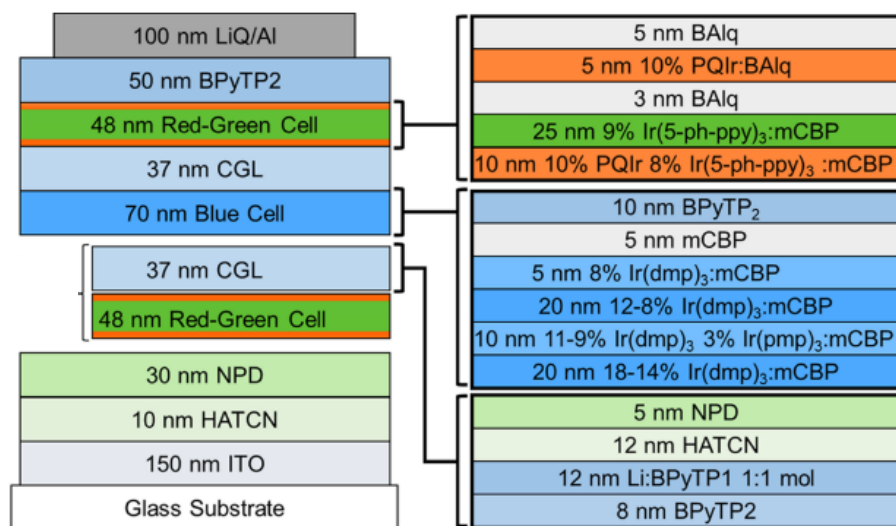 100 nm LiQ/Al
50 nm BPyTP2
48 nm Red-Green Cell
37 nm CGL
70 nm Blue Cell
37 nm CGL
48 nm Red-Green Cell
30 nm NPD
10 nm HATCN
150 nm ITO
Glass Substrate
5 nm BAlq
5 nm 10% PQIr:BAlq
3 nm BAlq
25 nm 9% Ir(5-ph-ppy)₃:mCBP
10 nm 10% PQIr 8% Ir(5-ph-ppy)₃ :mCBP
10 nm BPyTP₂
5 nm mCBP
5 nm 8% Ir(dmp)₃:mCBP
20 nm 12-8% Ir(dmp)₃:mCBP
10 nm 11-9% Ir(dmp)₃ 3% Ir(pmp)₃:mCBP
20 nm 18-14% Ir(dmp)₃:mCBP
5 nm NPD
12 nm HATCN
12 nm Li:BPyTP1 1:1 mol
8 nm BPyTP2